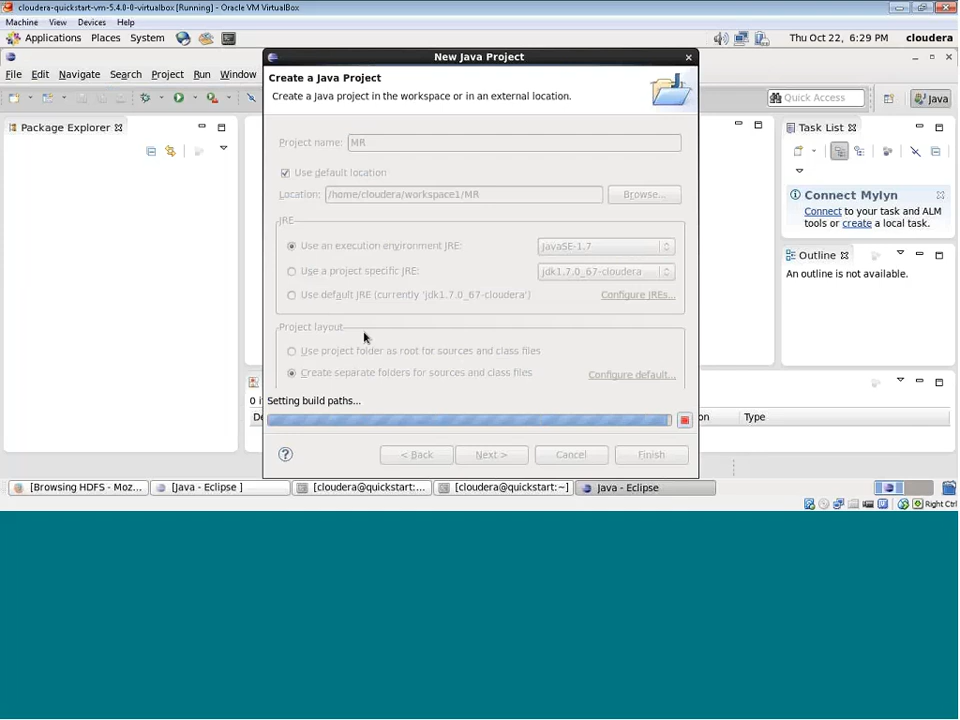 cloudera-quickstart-vm-5.4.0-0-virtualbox [Running] - Oracle VM VirtualBox
Machine View Devices Help
Applications Places System Thu Oct 22, 6:29 PM cloudera
New Java Project
File Edit Navigate Search Project Run Window
Create a Java Project
Create a Java project in the workspace or in an external location.
Quick Access
Java
Package Explorer
Task List
Project name: MR
Use default location
Location: /home/cloudera/workspace1/MR Browse...
Connect Mylyn
Connect to your task and ALM
tools or create a local task.
JRE
Use an execution environment JRE: JavaSE-1.7
Use a project specific JRE: jdk1.7.0_67-cloudera
Use default JRE (currently 'jdk1.7.0_67-cloudera') Configure JREs...
Outline
An outline is not available.
Project layout
Use project folder as root for sources and class files
Create separate folders for sources and class files Configure default...
Setting build paths...
Type
? < Back Next > Cancel Finish
[Browsing HDFS - Moz... [Java - Eclipse ] [cloudera@quickstart:... [cloudera@quickstart:~] Java - Eclipse
Right Ctrl